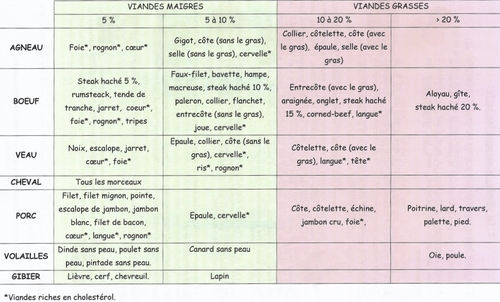 VIANDES MAIGRES VIANDES GRASSES
5 % 5 à 10 % 10 à 20 % > 20 %
AGNEAU
Foie*, rognon*, cœur*
Gigot, côte (sans le gras),
selle (sans le gras), cervelle*
Collier, côtelette, côte (avec
le gras), épaule, selle (avec le
gras)
BOEUF
Steak haché 5 %,
rumsteack, tende de
tranche, jarret, coeur*,
foie*, rognon*, tripes
Faux-filet, bavette, hampe,
macreuse, steak haché 10 %,
paleron, collier, flanchet,
entrecôte (sans le gras),
joue, cervelle*
Entrecôte (avec le gras),
araignée, onglet, steak haché
15 %, corned-beef, langue*
Aloyau, gîte,
steak haché 20 %.
VEAU
Noix, escalope, jarret,
cœur*, foie*
Epaule, collier, côte (sans le
gras), cervelle*,
ris*, rognon*
Côtelette, côte (avec le
gras), langue*, tête*
CHEVAL
Tous les morceaux
PORC
Filet, filet mignon, pointe,
escalope de jambon, jambon
blanc, filet de bacon,
cœur*, langue*, rognon*
Epaule, cervelle*
Côte, côtelette, échine,
jambon cru, foie*,
Poitrine, lard, travers,
palette, pied.
VOLAILLES
Dinde sans peau, poulet sans
peau, pintade sans peau.
Canard sans peau
Oie, poule.
GIBIER
Lièvre, cerf, chevreuil.
Lapin
*Viandes riches en cholestérol.